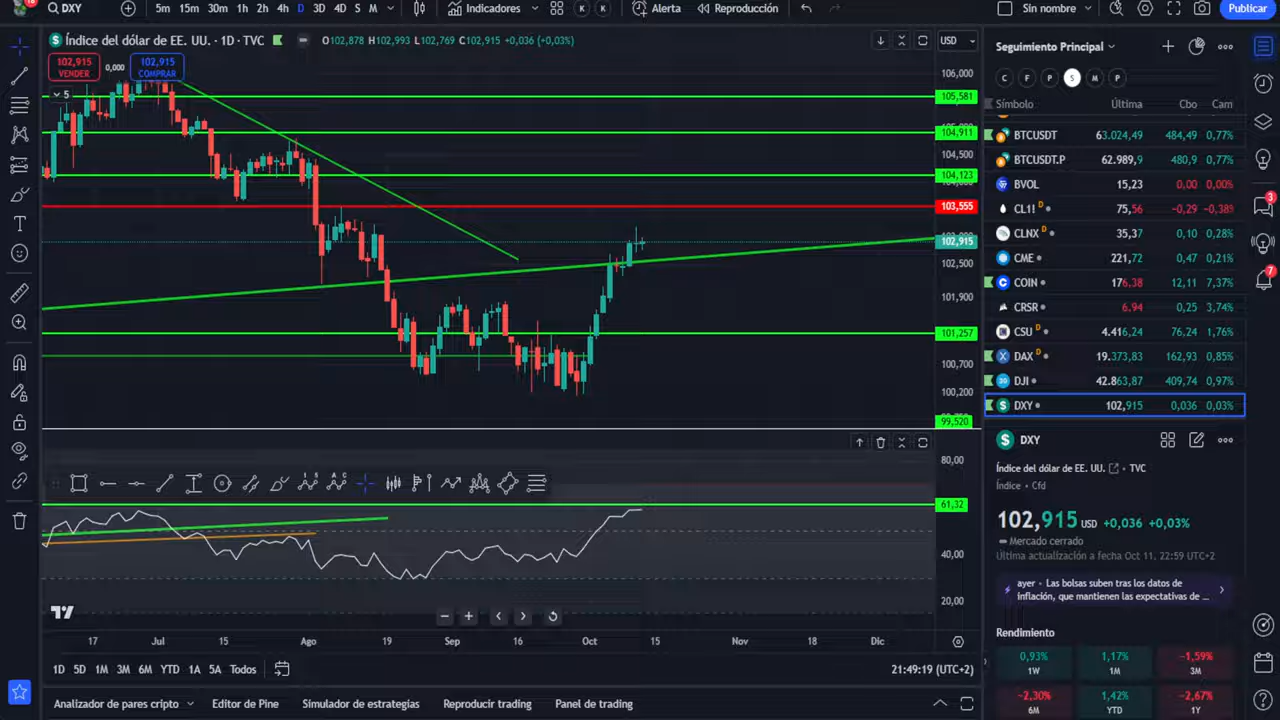 18
DXY
5m 15m 30m 1h 2h 4h D 3D 4D S M
Indicadores
K K
Alerta
Reproducción
Sin nombre
Publicar
Índice del dólar de EE. UU. · 1D · TVC
O102,878 H102,993 L102,769 C102,915 +0,036 (+0,03%)
102,915
VENDER
0,000
102,915
COMPRAR
5
USD
106,000
105,581
104,911
104,500
104,123
103,555
102,915
102,500
101,900
101,257
100,700
100,200
99,520
80,00
61,32
40,00
20,00
17 Jul 15 Ago 19 Sep 16 Oct 15 Nov 18 Dic
1D 5D 1M 3M 6M YTD 1A 5A Todos
21:49:19 (UTC+2)
Analizador de pares cripto
Editor de Pine
Simulador de estrategias
Reproducir trading
Panel de trading
Seguimiento Principal
C F P S M P
Símbolo Última Cbo Cam
BTCUSDT 63.024,49 484,49 0,77%
BTCUSDT.P 62.989,9 480,9 0,77%
BVOL 15,23 0,00 0,00%
CL1! D 75,56 −0,29 −0,38%
CLNX D 35,37 0,10 0,28%
CME 221,72 0,47 0,21%
COIN 176,38 12,11 7,37%
CRSR 6,94 0,25 3,74%
CSU D 4.416,24 76,24 1,76%
DAX D 19.373,83 162,93 0,85%
DJI 42.863,87 409,74 0,97%
DXY 102,915 0,036 0,03%
DXY
Índice del dólar de EE. UU. · TVC
Índice · Cfd
102,915 USD +0,036 +0,03%
Mercado cerrado
Última actualización a fecha Oct 11, 22:59 UTC+2
ayer · Las bolsas suben tras los datos de
inflación, que mantienen las expectativas de ...
Rendimiento
0,93% 1,17% −1,59%
1W 1M 3M
−2,30% 1,42% −2,67%
6M YTD 1Y
3
7